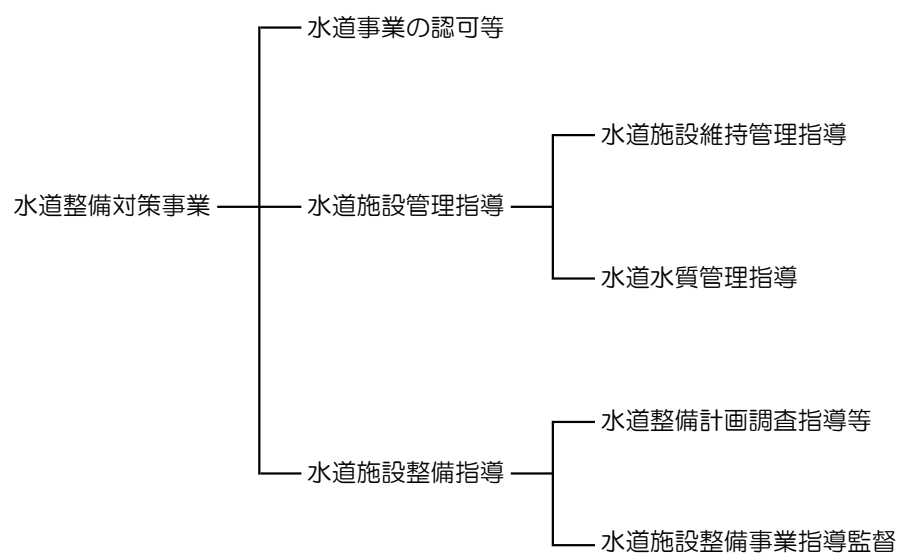 水道事業の認可等
水道施設維持管理指導
水道整備対策事業
水道施設管理指導
水道水質管理指導
水道整備計画調査指導等
水道施設整備指導
水道施設整備事業指導監督